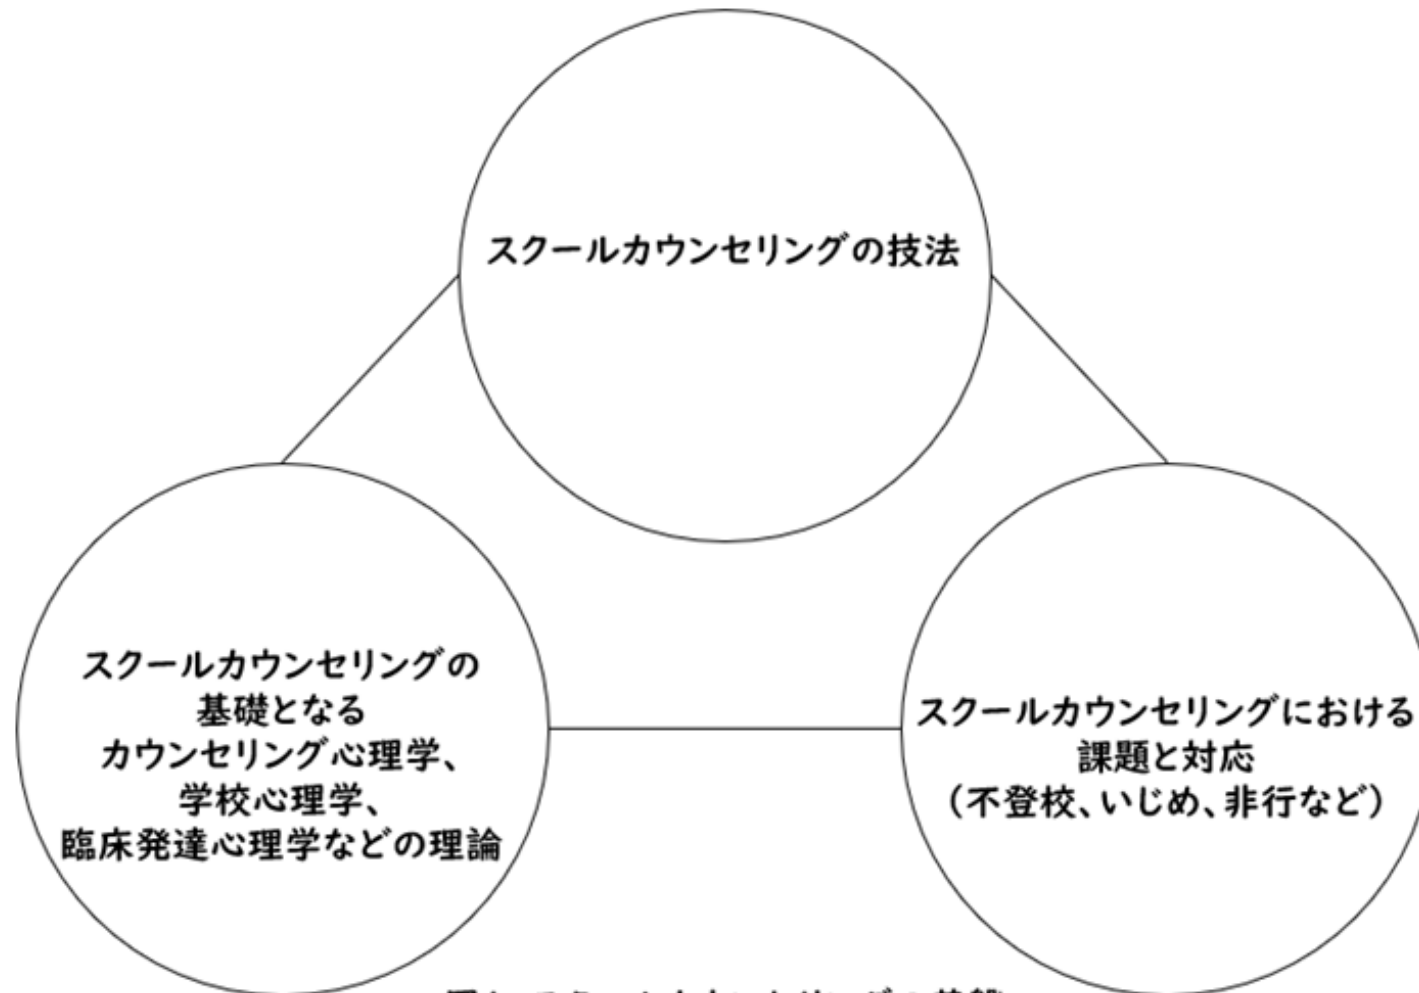 スクールカウンセリングの技法
スクールカウンセリングの
基礎となる
カウンセリング心理学、
学校心理学、
臨床発達心理学などの理論
スクールカウンセリングにおける
課題と対応
（不登校、いじめ、非行など）